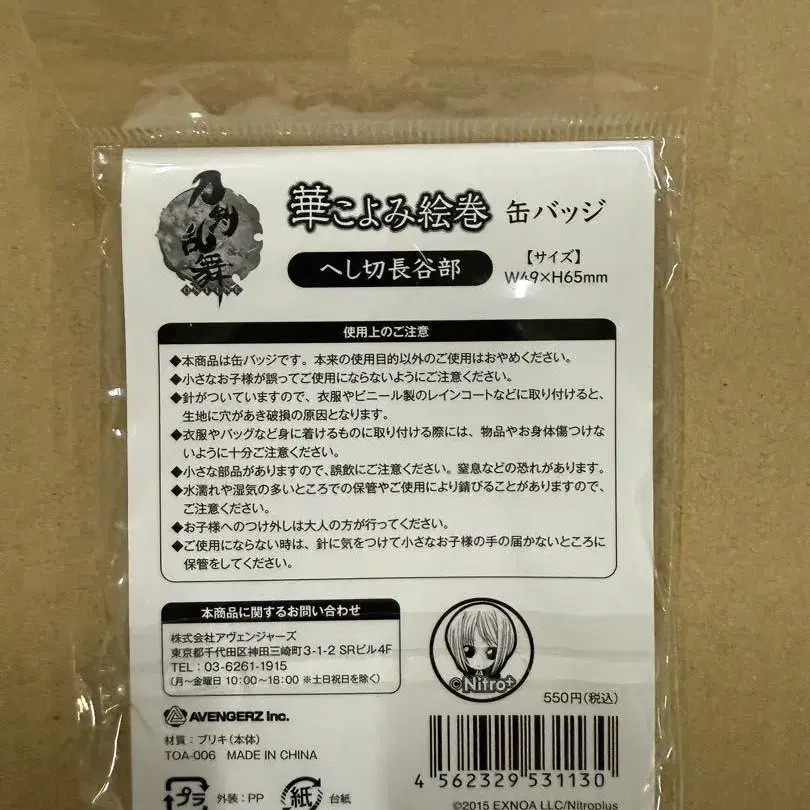 刀剣乱舞
ONLINE
華こよみ絵巻 缶バッジ
へし切長谷部
【サイズ】
W49×H65mm
使用上のご注意
◆本商品は缶バッジです。本来の使用目的以外のご使用はおやめください。
◆小さなお子様が誤ってご使用にならないようにご注意ください。
◆針がついていますので、衣服やビニール製のレインコートなどに取り付けると、
生地に穴があき破損の原因となります。
◆衣服やバッグなど身に着けるものに取り付ける際には、物品やお身体傷つけな
いように十分ご注意ください。
◆小さな部品がありますので、誤飲にご注意ください。窒息などの恐れがあります。
◆水濡れや湿気の多いところでの保管やご使用により錆びることがありますので、
ご注意ください。
◆お子様へのつけ外しは大人の方が行ってください。
◆ご使用にならない時は、針に気をつけて小さなお子様の手の届かないところに
保管をしてください。
本商品に関するお問い合わせ
株式会社アヴェンジャーズ
東京都千代田区神田三崎町3-1-2 SRビル4F
TEL：03-6261-1915
（月～金曜日 10:00～18:00 ※土日祝日を除く）
©Nitro+
550円（税込）
AVENGERZ Inc.
材質：ブリキ（本体）
TOA-006 MADE IN CHINA
4 562329 531130
プラ 外装：PP 紙 台紙
©2015 EXNOA LLC/Nitroplus